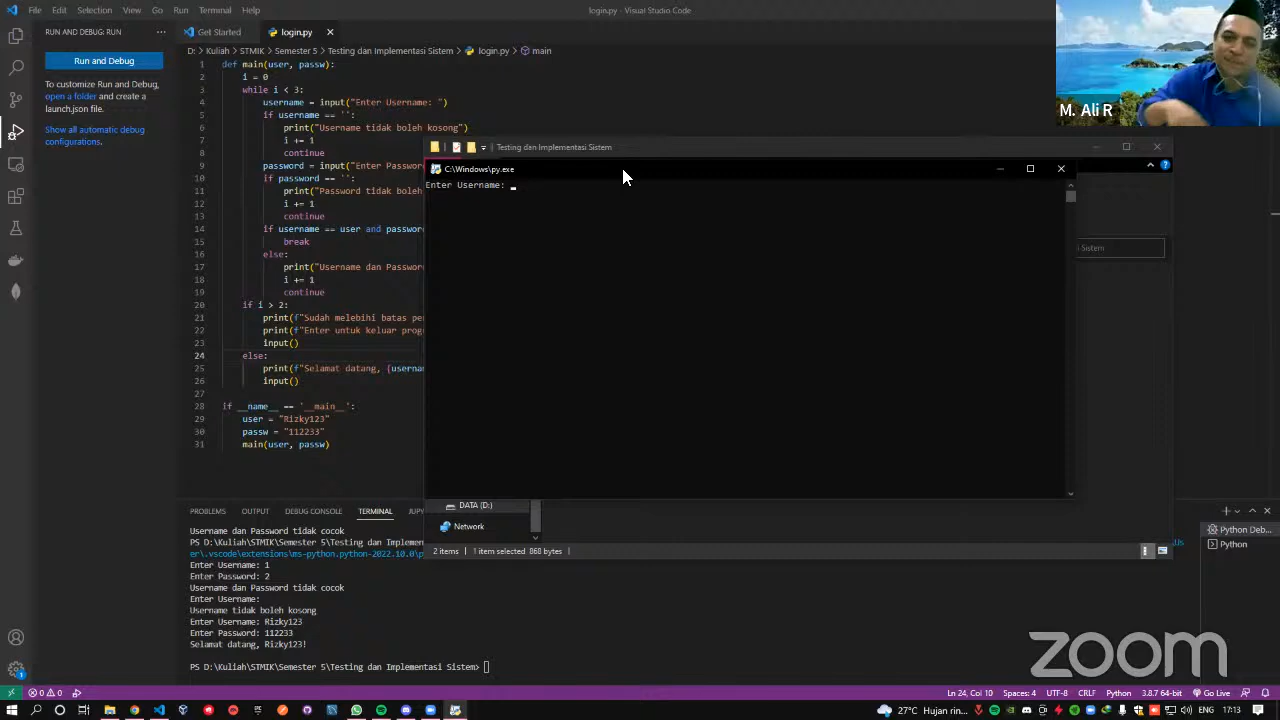 File Edit Selection View Go Run Terminal Help
login.py - Visual Studio Code
RUN AND DEBUG: RUN
Run and Debug
To customize Run and Debug,
open a folder and create a
launch.json file.
Show all automatic debug
configurations.
Get Started
login.py
D: > Kuliah > STMIK > Semester 5 > Testing dan Implementasi Sistem > login.py > main
1 def main(user, passw):
2 i = 0
3 while i < 3:
4 username = input("Enter Username: ")
5 if username == '':
6 print("Username tidak boleh kosong")
7 i += 1
8 continue
9 password = input("Enter
10 if password == '':
11 print("Password tidak
12 i += 1
13 continue
14 if username == user and
15 break
16 else:
17 print("Username dan
18 i += 1
19 continue
20 if i > 2:
21 print(f"Sudah melebihi batas
22 print(f"Enter untuk keluar
23 input()
24 else:
25 print(f"Selamat datang,
26 input()
27
28 if __name__ == '__main__':
29 user = "Rizky123"
30 passw = "112233"
31 main(user, passw)
M. Ali R
Testing dan Implementasi Sistem
C:\Windows\py.exe
Enter Username:
Sistem
DATA (D:)
Network
2 items 1 item selected 868 bytes
PROBLEMS OUTPUT DEBUG CONSOLE TERMINAL
Username dan Password tidak cocok
PS D:\Kuliah\STMIK\Semester 5\Testing dan
er\.vscode\extensions\ms-python.python-2022.10.0\
Enter Username: 1
Enter Password: 2
Username dan Password tidak cocok
Enter Username:
Username tidak boleh kosong
Enter Username: Rizky123
Enter Password: 112233
Selamat datang, Rizky123!
PS D:\Kuliah\STMIK\Semester 5\Testing dan Implementasi Sistem>
Python Deb...
Python
zoom
0 0
Ln 24, Col 10 Spaces: 4 UTF-8 CRLF Python 3.8.7 64-bit Go Live
27°C Hujan rin...
ENG 17:13